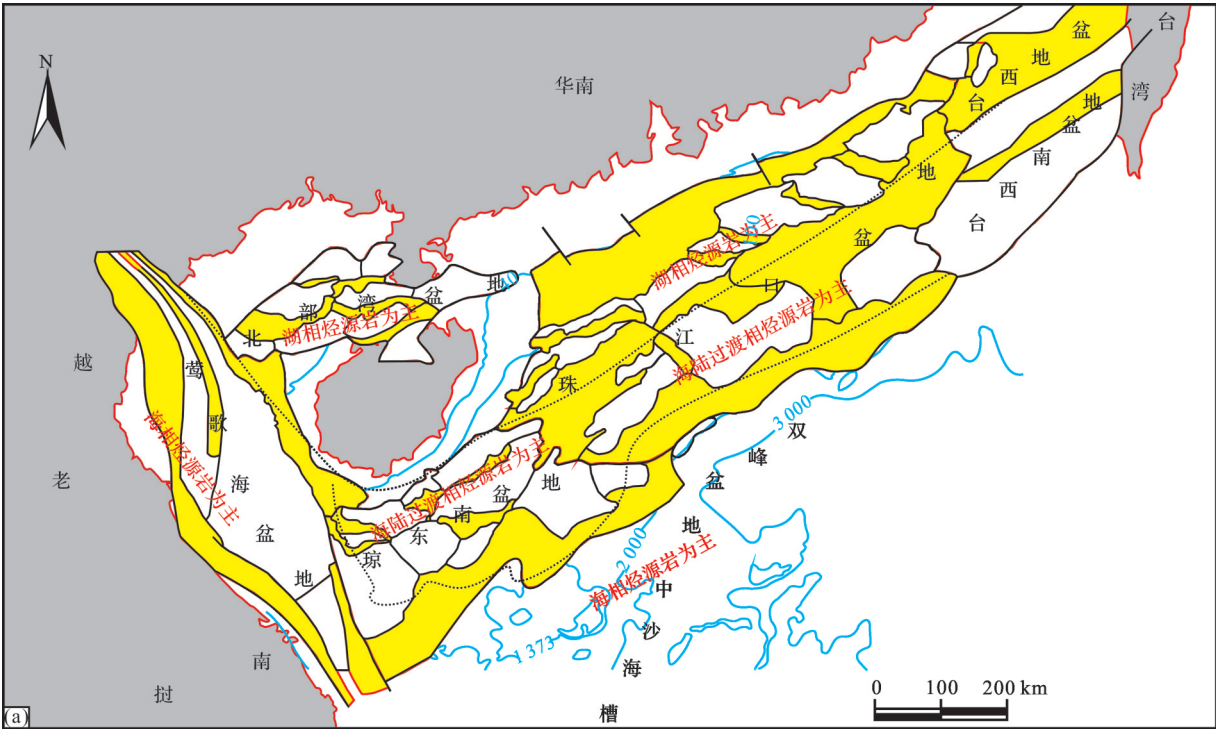 N
华南
台湾
台西盆地
台西南盆地
珠江口盆地
湖相烃源岩为主
海陆过渡相烃源岩为主
北部湾盆地
湖相烃源岩为主
莺歌海盆地
海相烃源岩为主
琼东南盆地
海陆过渡相烃源岩为主
越南
老挝
双峰盆地
海相烃源岩为主
中沙海槽
3 000
2 000
1 373
0 100 200 km
(a)